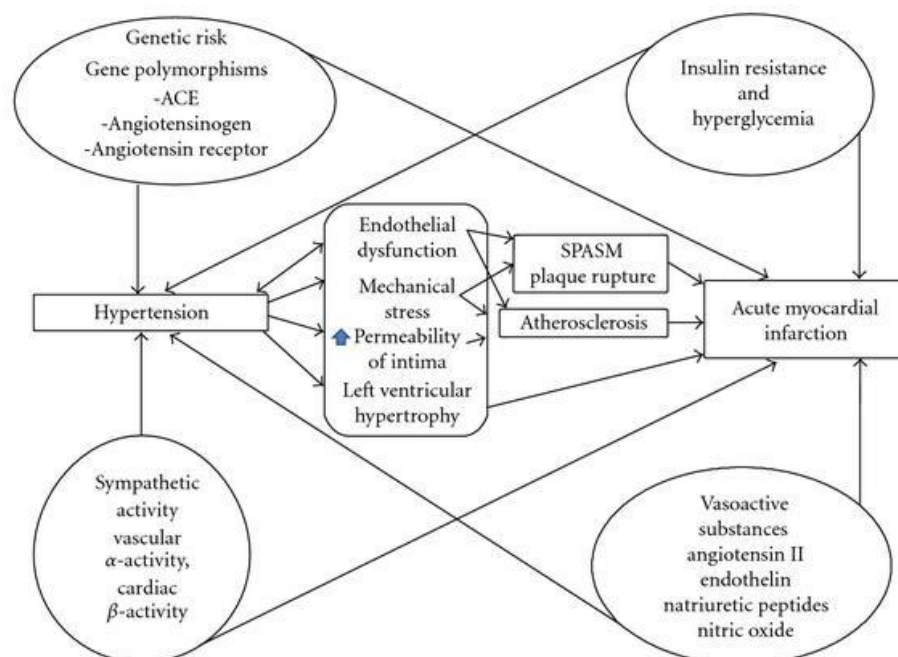 Genetic risk
Gene polymorphisms
-ACE
-Angiotensinogen
-Angiotensin receptor
Insulin resistance
and
hyperglycemia
Hypertension
Endothelial
dysfunction
Mechanical
stress
Permeability
of intima
Left ventricular
hypertrophy
SPASM
plaque rupture
Atherosclerosis
Acute myocardial
infarction
Sympathetic
activity
vascular
α-activity,
cardiac
β-activity
Vasoactive
substances
angiotensin II
endothelin
natriuretic peptides
nitric oxide